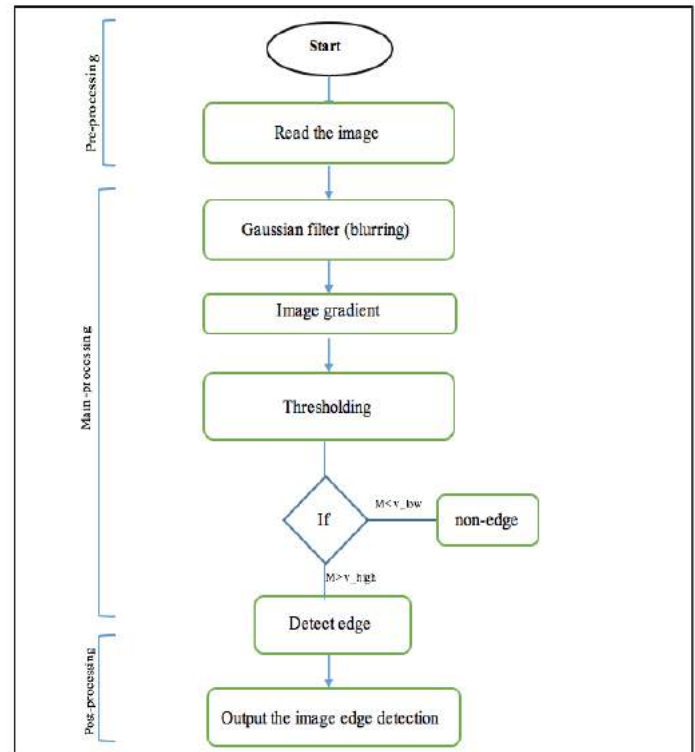 Start
Pre-processing
Read the image
Gaussian filter (blurring)
Image gradient
Main-processing
Thresholding
If
M<v_low
non-edge
M>v_high
Detect edge
Post-processing
Output the image edge detection